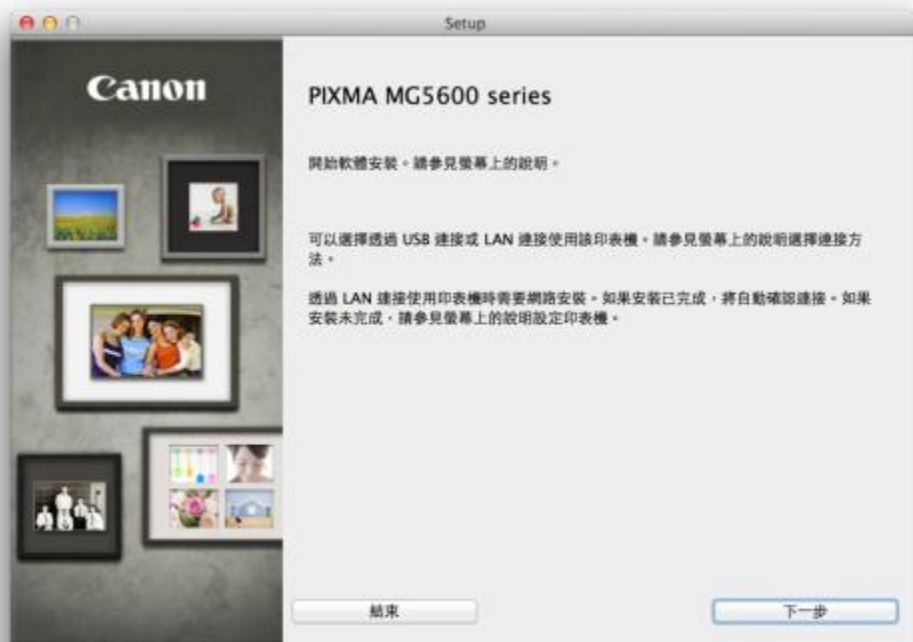 Setup
Canon
PIXMA MG5600 series
開始軟體安裝。請參見螢幕上的說明。
可以選擇透過 USB 連接或 LAN 連接使用該印表機。請參見螢幕上的說明選擇連接方
法。
透過 LAN 連接使用印表機時需要網路安裝。如果安裝已完成，將自動確認連接。如果
安裝未完成，請參見螢幕上的說明設定印表機。
結束
下一步